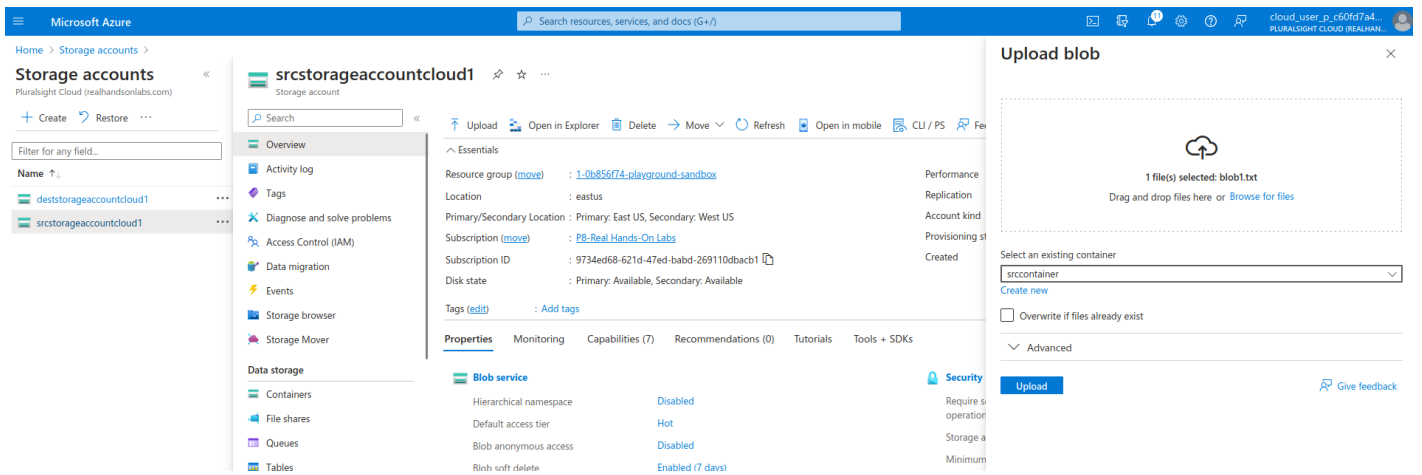 Microsoft Azure
Search resources, services, and docs (G+/)
11
cloud_user_p_c60fd7a4...
PLURALSIGHT CLOUD (REALHAN...
Home > Storage accounts >
Storage accounts
Pluralsight Cloud (realhandsonlabs.com)
+ Create Restore ...
Filter for any field...
Name ↑↓
deststorageaccountcloud1 ...
srcstorageaccountcloud1 ...
srcstorageaccountcloud1 ...
Storage account
Search
Overview
Activity log
Tags
Diagnose and solve problems
Access Control (IAM)
Data migration
Events
Storage browser
Storage Mover
Data storage
Containers
File shares
Queues
Tables
Upload Open in Explorer Delete Move Refresh Open in mobile CLI / PS Fee
Essentials
Resource group (move) : 1-0b856f74-playground-sandbox
Location : eastus
Primary/Secondary Location : Primary: East US, Secondary: West US
Subscription (move) : P8-Real Hands-On Labs
Subscription ID : 9734ed68-621d-47ed-babd-269110dbacb1
Disk state : Primary: Available, Secondary: Available
Tags (edit) : Add tags
Performance
Replication
Account kind
Provisioning st
Created
Properties Monitoring Capabilities (7) Recommendations (0) Tutorials Tools + SDKs
Blob service
Hierarchical namespace Disabled
Default access tier Hot
Blob anonymous access Disabled
Blob soft delete Enabled (7 days)
Security
Require s
operation
Storage a
Minimum
Upload blob
1 file(s) selected: blob1.txt
Drag and drop files here or Browse for files
Select an existing container
srccontainer
Create new
Overwrite if files already exist
Advanced
Upload
Give feedback